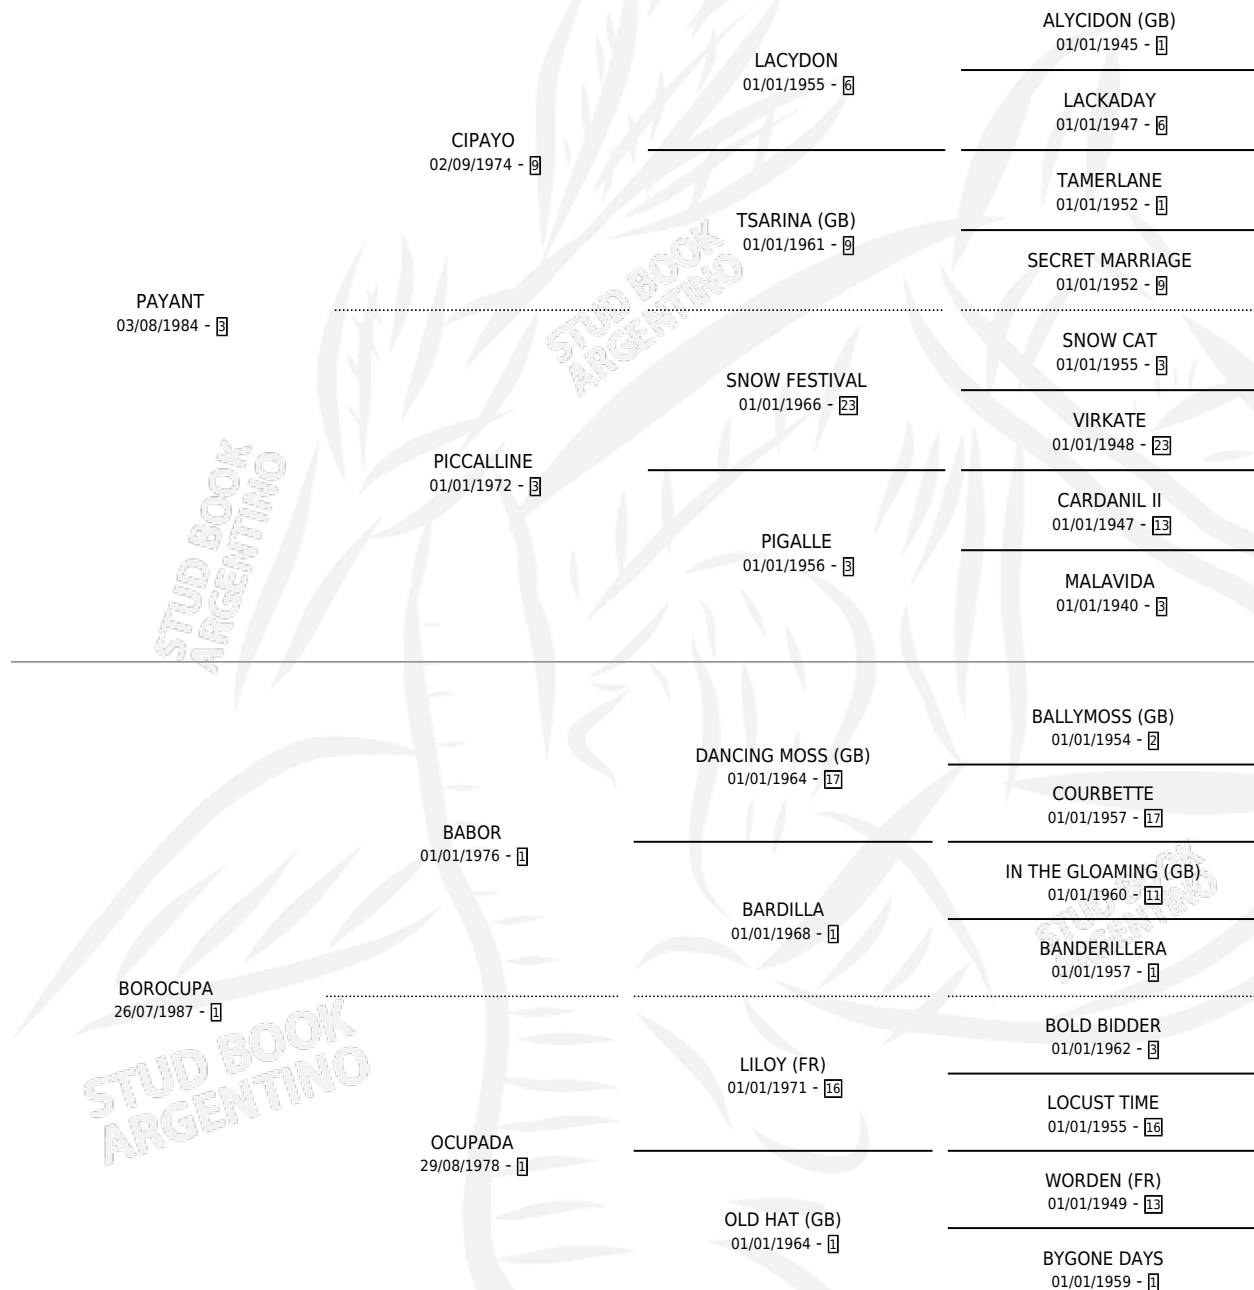 ALYCIDON (GB)
01/01/1945 - 1
LACYDON
01/01/1955 - 6
LACKADAY
01/01/1947 - 6
CIPAYO
02/09/1974 - 9
TAMERLANE
01/01/1952 - 1
TSARINA (GB)
01/01/1961 - 9
SECRET MARRIAGE
01/01/1952 - 9
PAYANT
03/08/1984 - 3
STUD BOOK
ARGENTINO
SNOW CAT
01/01/1955 - 3
SNOW FESTIVAL
01/01/1966 - 23
VIRKATE
01/01/1948 - 23
PICCALLINE
01/01/1972 - 3
CARDANIL II
01/01/1947 - 13
PIGALLE
01/01/1956 - 3
MALAVIDA
01/01/1940 - 3
STUD BOOK
ARGENTINO
BALLYMOSS (GB)
01/01/1954 - 2
DANCING MOSS (GB)
01/01/1964 - 17
COURBETTE
01/01/1957 - 17
BABOR
01/01/1976 - 1
IN THE GLOAMING (GB)
01/01/1960 - 11
BARDILLA
01/01/1968 - 1
BANDERILLERA
01/01/1957 - 1
STUD BOOK
ARGENTINO
BOROCUPA
26/07/1987 - 1
BOLD BIDDER
01/01/1962 - 3
LILOY (FR)
01/01/1971 - 16
LOCUST TIME
01/01/1955 - 16
STUD BOOK
ARGENTINO
OCUPADA
29/08/1978 - 1
WORDEN (FR)
01/01/1949 - 13
OLD HAT (GB)
01/01/1964 - 1
BYGONE DAYS
01/01/1959 - 1